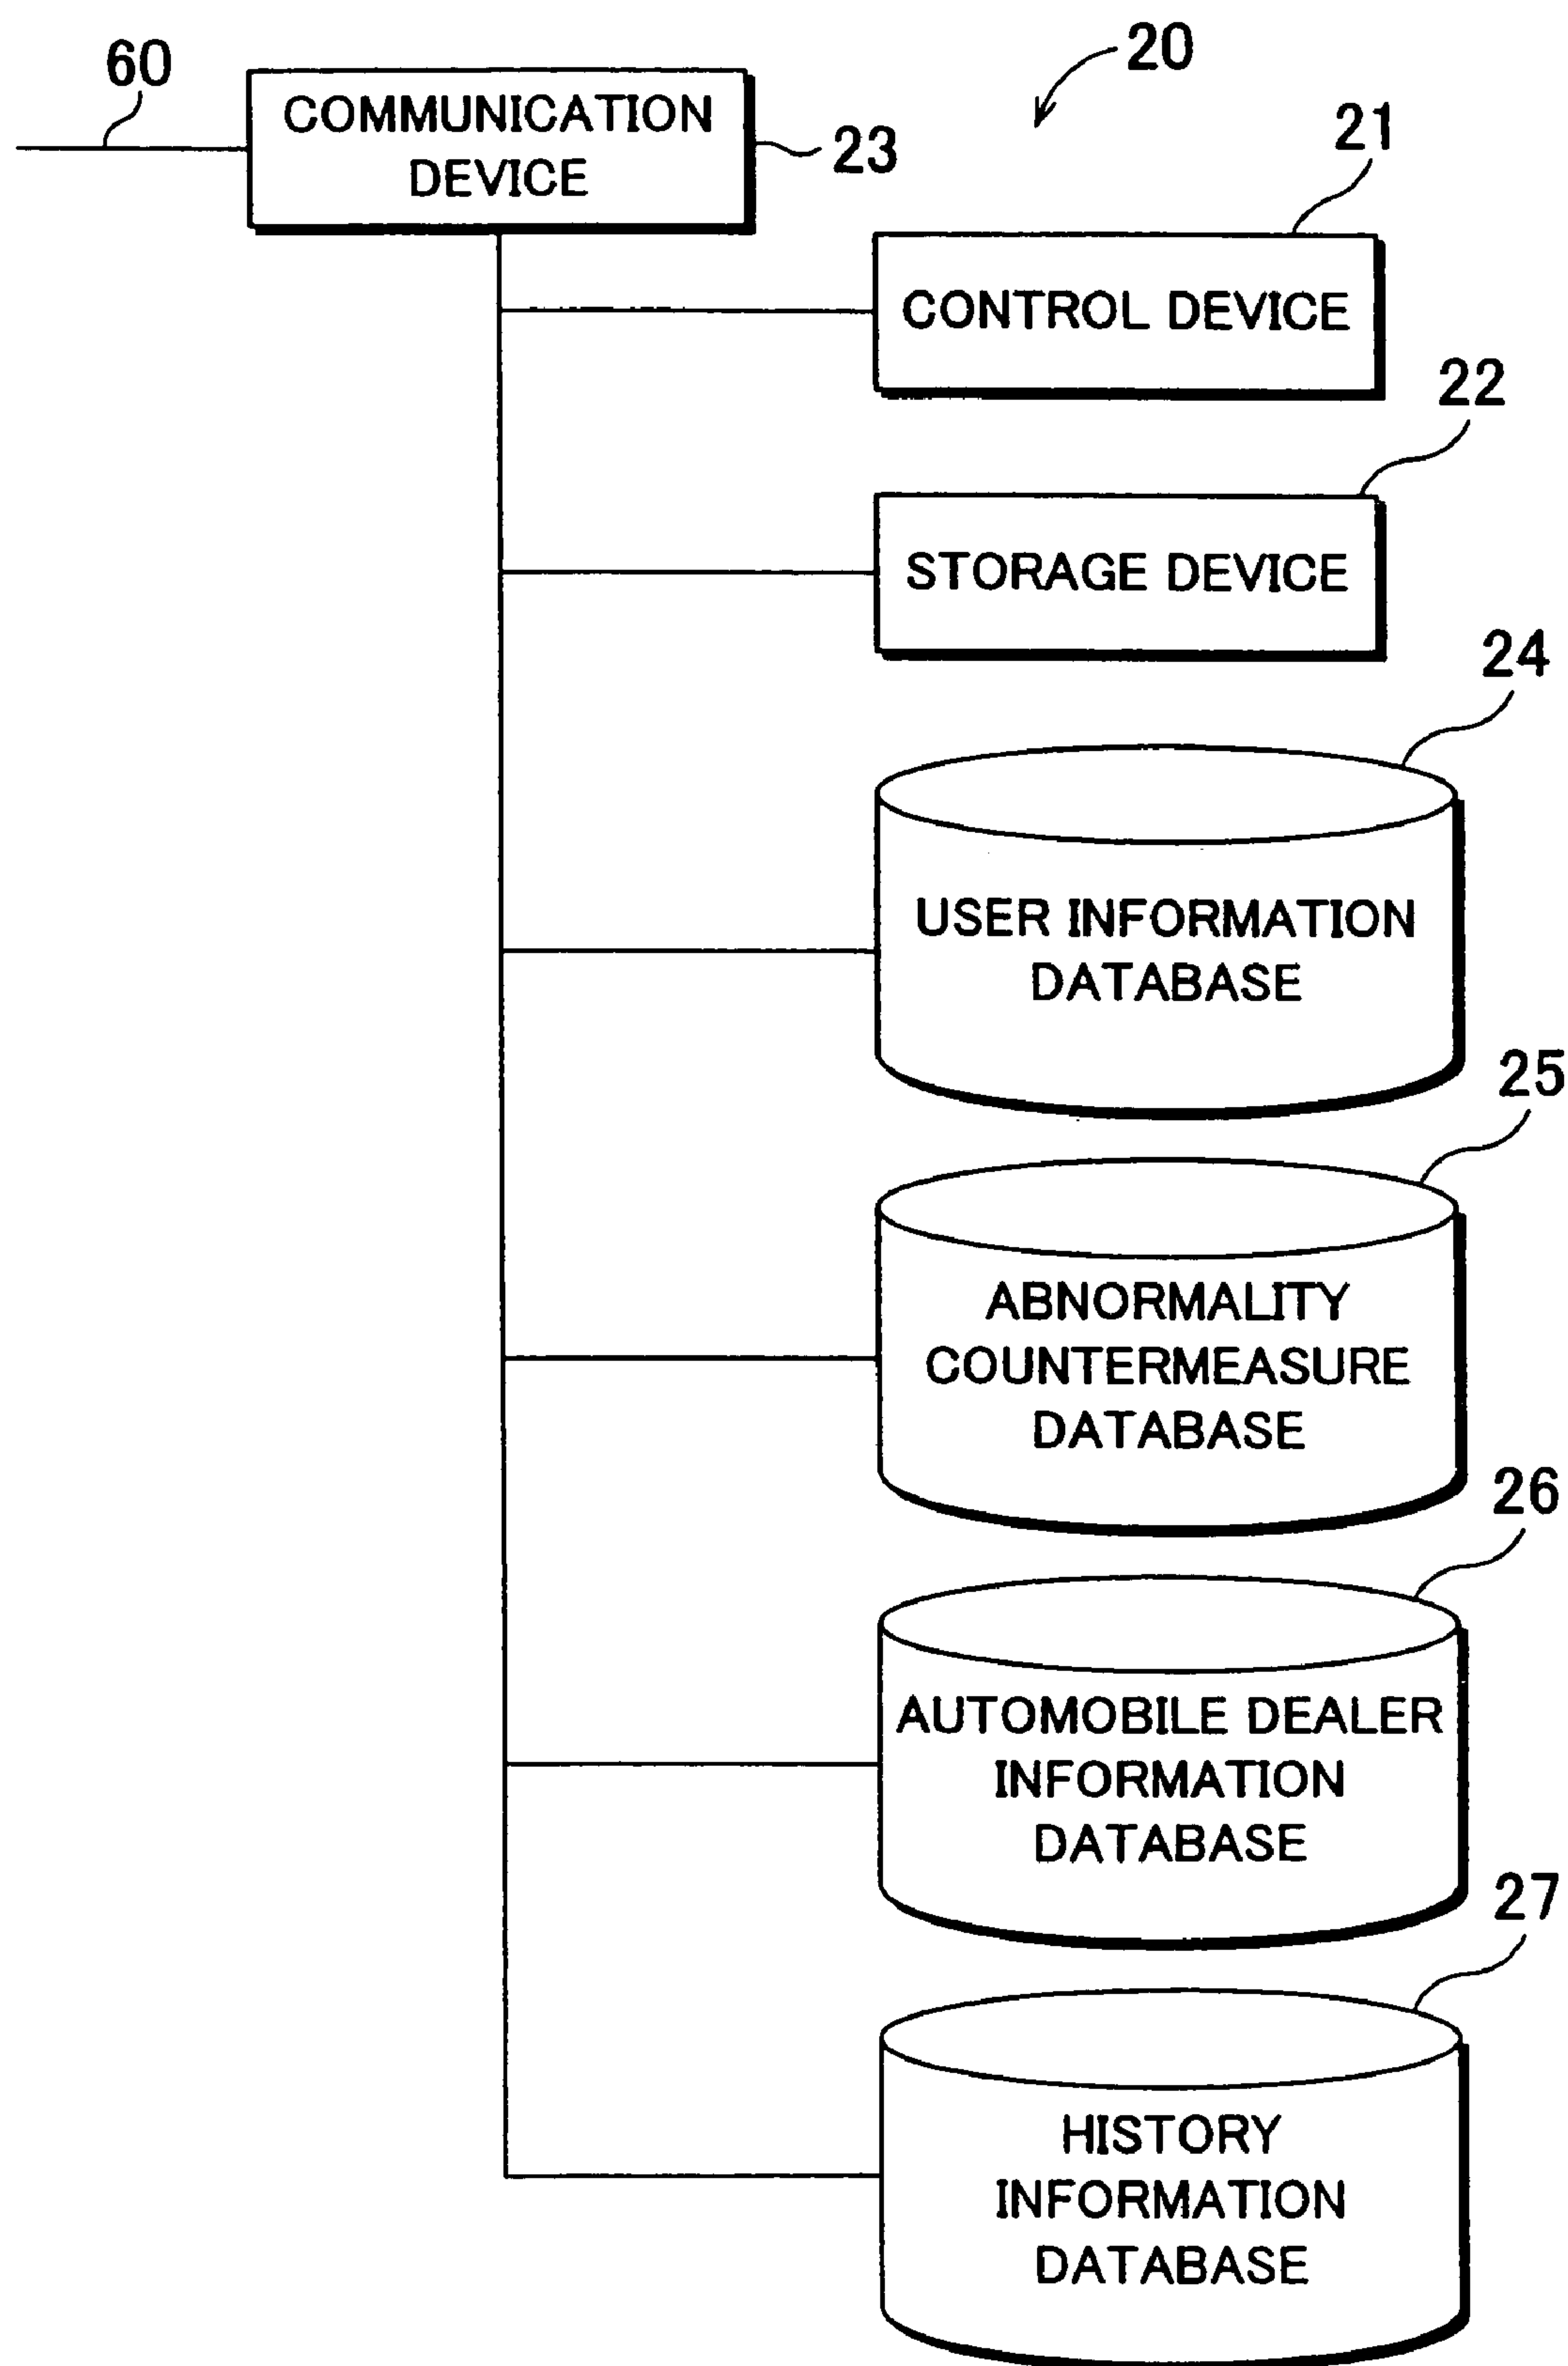 20
60
COMMUNICATION
DEVICE
23
21
CONTROL DEVICE
22
STORAGE DEVICE
24
USER INFORMATION
DATABASE
25
ABNORMALITY
COUNTERMEASURE
DATABASE
26
AUTOMOBILE DEALER
INFORMATION
DATABASE
27
HISTORY
INFORMATION
DATABASE